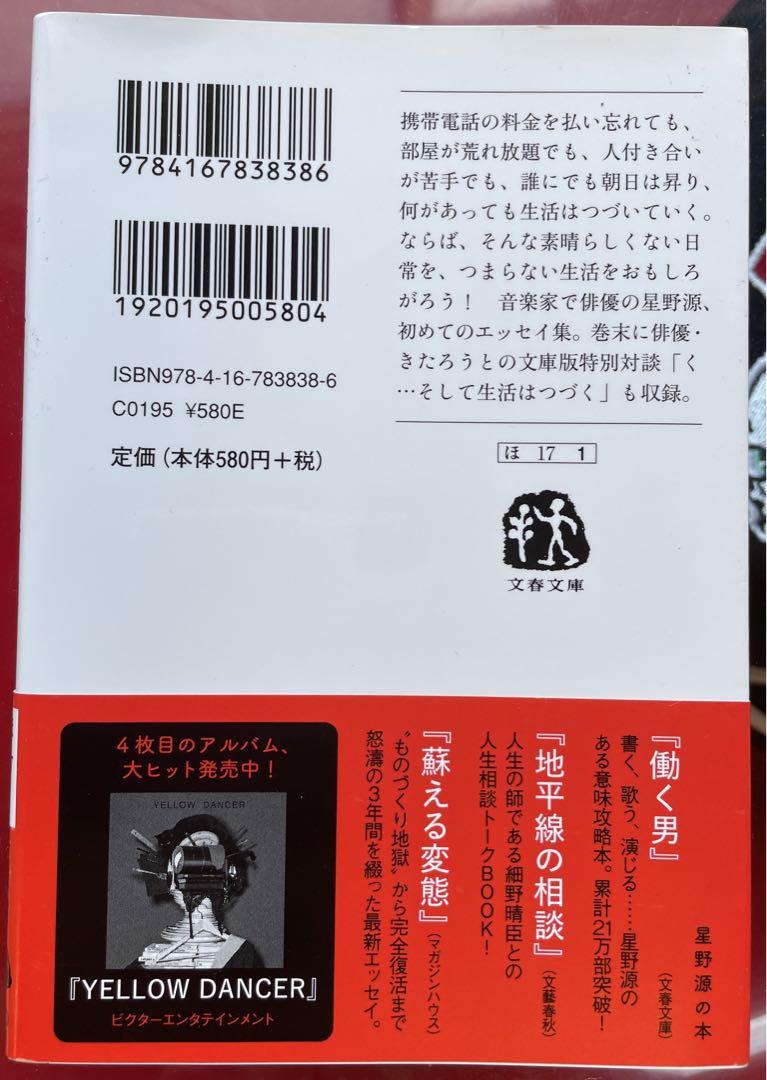 9784167838386
1920195005804
ISBN978-4-16-783838-6
C0195 ¥580E
定価(本体580円+税)
携帯電話の料金を払い忘れても、
部屋が荒れ放題でも、人付き合い
が苦手でも、誰にでも朝日は昇り、
何があっても生活はつづいていく。
ならば、そんな素晴らしくない日
常を、つまらない生活をおもしろ
がろう! 音楽家で俳優の星野源、
初めてのエッセイ集。巻末に俳優・
きたろうとの文庫版特別対談「く
…そして生活はつづく」も収録。
ほ 17 1
文春文庫
星野源の本
『働く男』
(文春文庫)
書く、歌う、演じる……星野源の
ある意味攻略本。累計21万部突破!
『地平線の相談』
(文藝春秋)
人生の師である細野晴臣との
人生相談トークBOOK!
『蘇える変態』
(マガジンハウス)
〝ものづくり地獄〟から完全復活まで
怒濤の3年間を綴った最新エッセイ。
4枚目のアルバム、
大ヒット発売中!
YELLOW DANCER
『YELLOW DANCER』
ビクターエンタテインメント